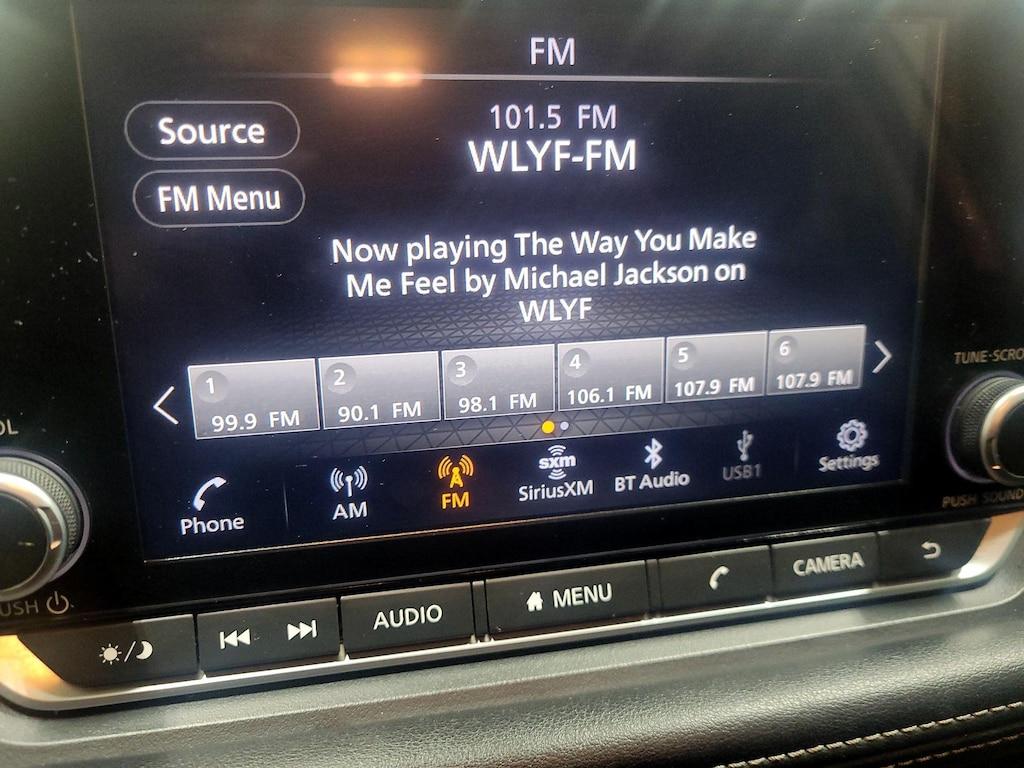 FM
101.5 FM
WLYF-FM
Source
FM Menu
Now playing The Way You Make
Me Feel by Michael Jackson on
WLYF
1
99.9 FM
2
90.1 FM
3
98.1 FM
4
106.1 FM
5
107.9 FM
6
107.9 FM
Phone
AM
FM
sxm
SiriusXM
BT Audio
USB1
Settings
OL
TUNE-SCRO
USH
PUSH SOUND
AUDIO
MENU
CAMERA